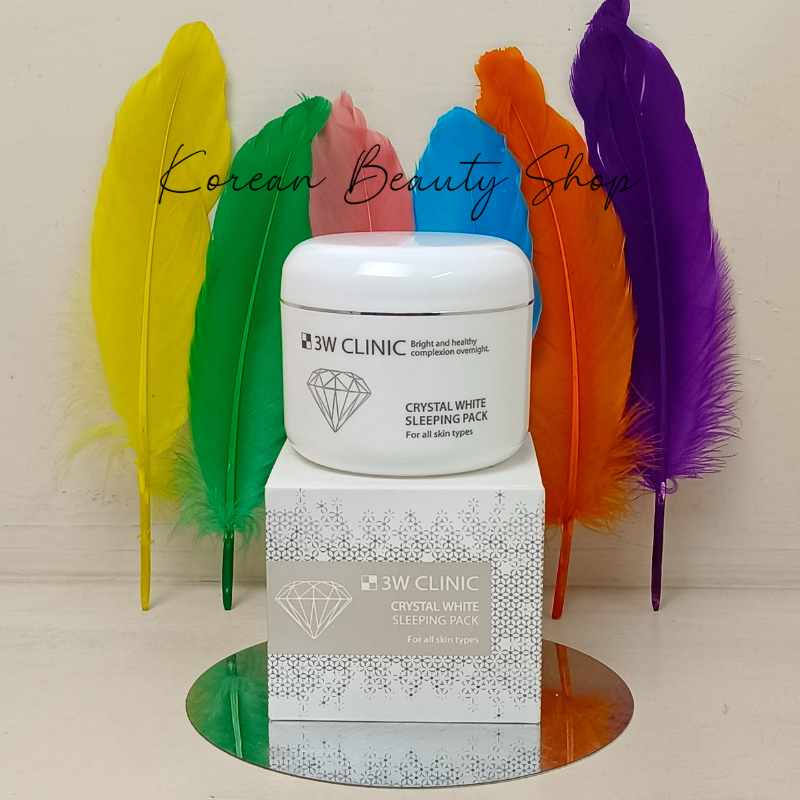 Korean Beauty Shop
3W CLINIC
Bright and healthy
complexion overnight.
CRYSTAL WHITE
SLEEPING PACK
For all skin types
3W CLINIC
CRYSTAL WHITE
SLEEPING PACK
For all skin types